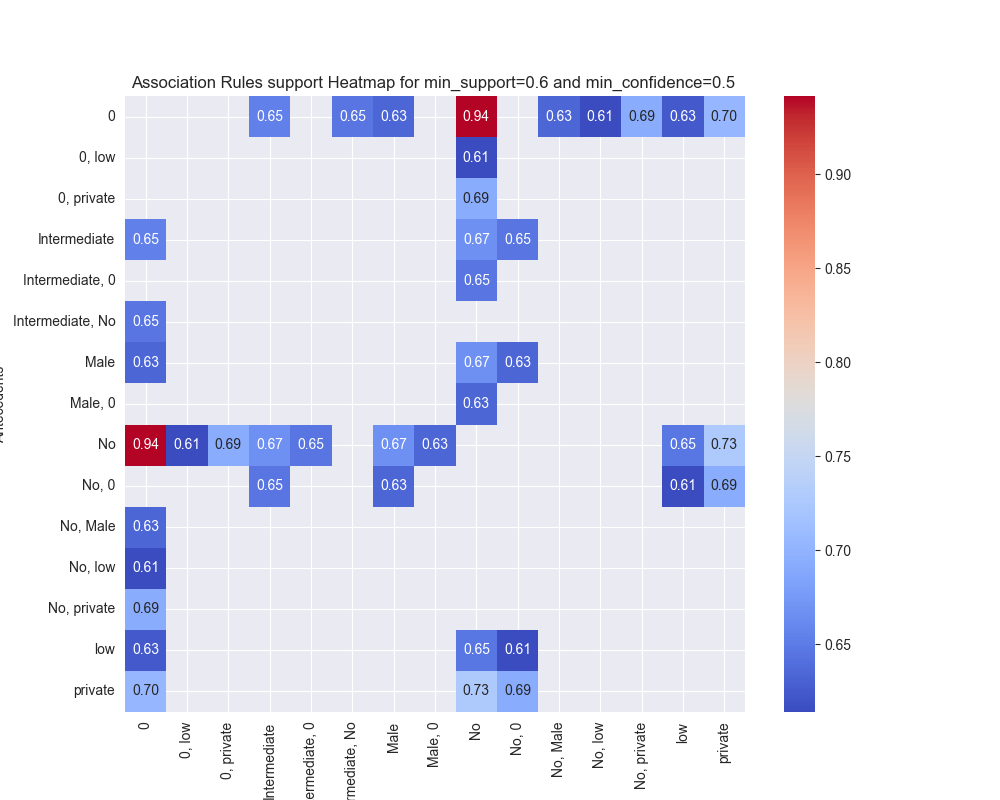 Association Rules support Heatmap for min_support=0.6 and min_confidence=0.5
0 0.65 0.65 0.63 0.94 0.63 0.61 0.69 0.63 0.70
0, low 0.61
0, private 0.69
Intermediate 0.65 0.67 0.65
Intermediate, 0 0.65
Intermediate, No 0.65
Male 0.63 0.67 0.63
Male, 0 0.63
No 0.94 0.61 0.69 0.67 0.65 0.67 0.63 0.65 0.73
No, 0 0.65 0.63 0.61 0.69
No, Male 0.63
No, low 0.61
No, private 0.69
low 0.63 0.65 0.61
private 0.70 0.73 0.69
0
0, low
0, private
Intermediate
ermediate, 0
rmediate, No
Male
Male, 0
No
No, 0
No, Male
No, low
No, private
low
private
0.90
0.85
0.80
0.75
0.70
0.65